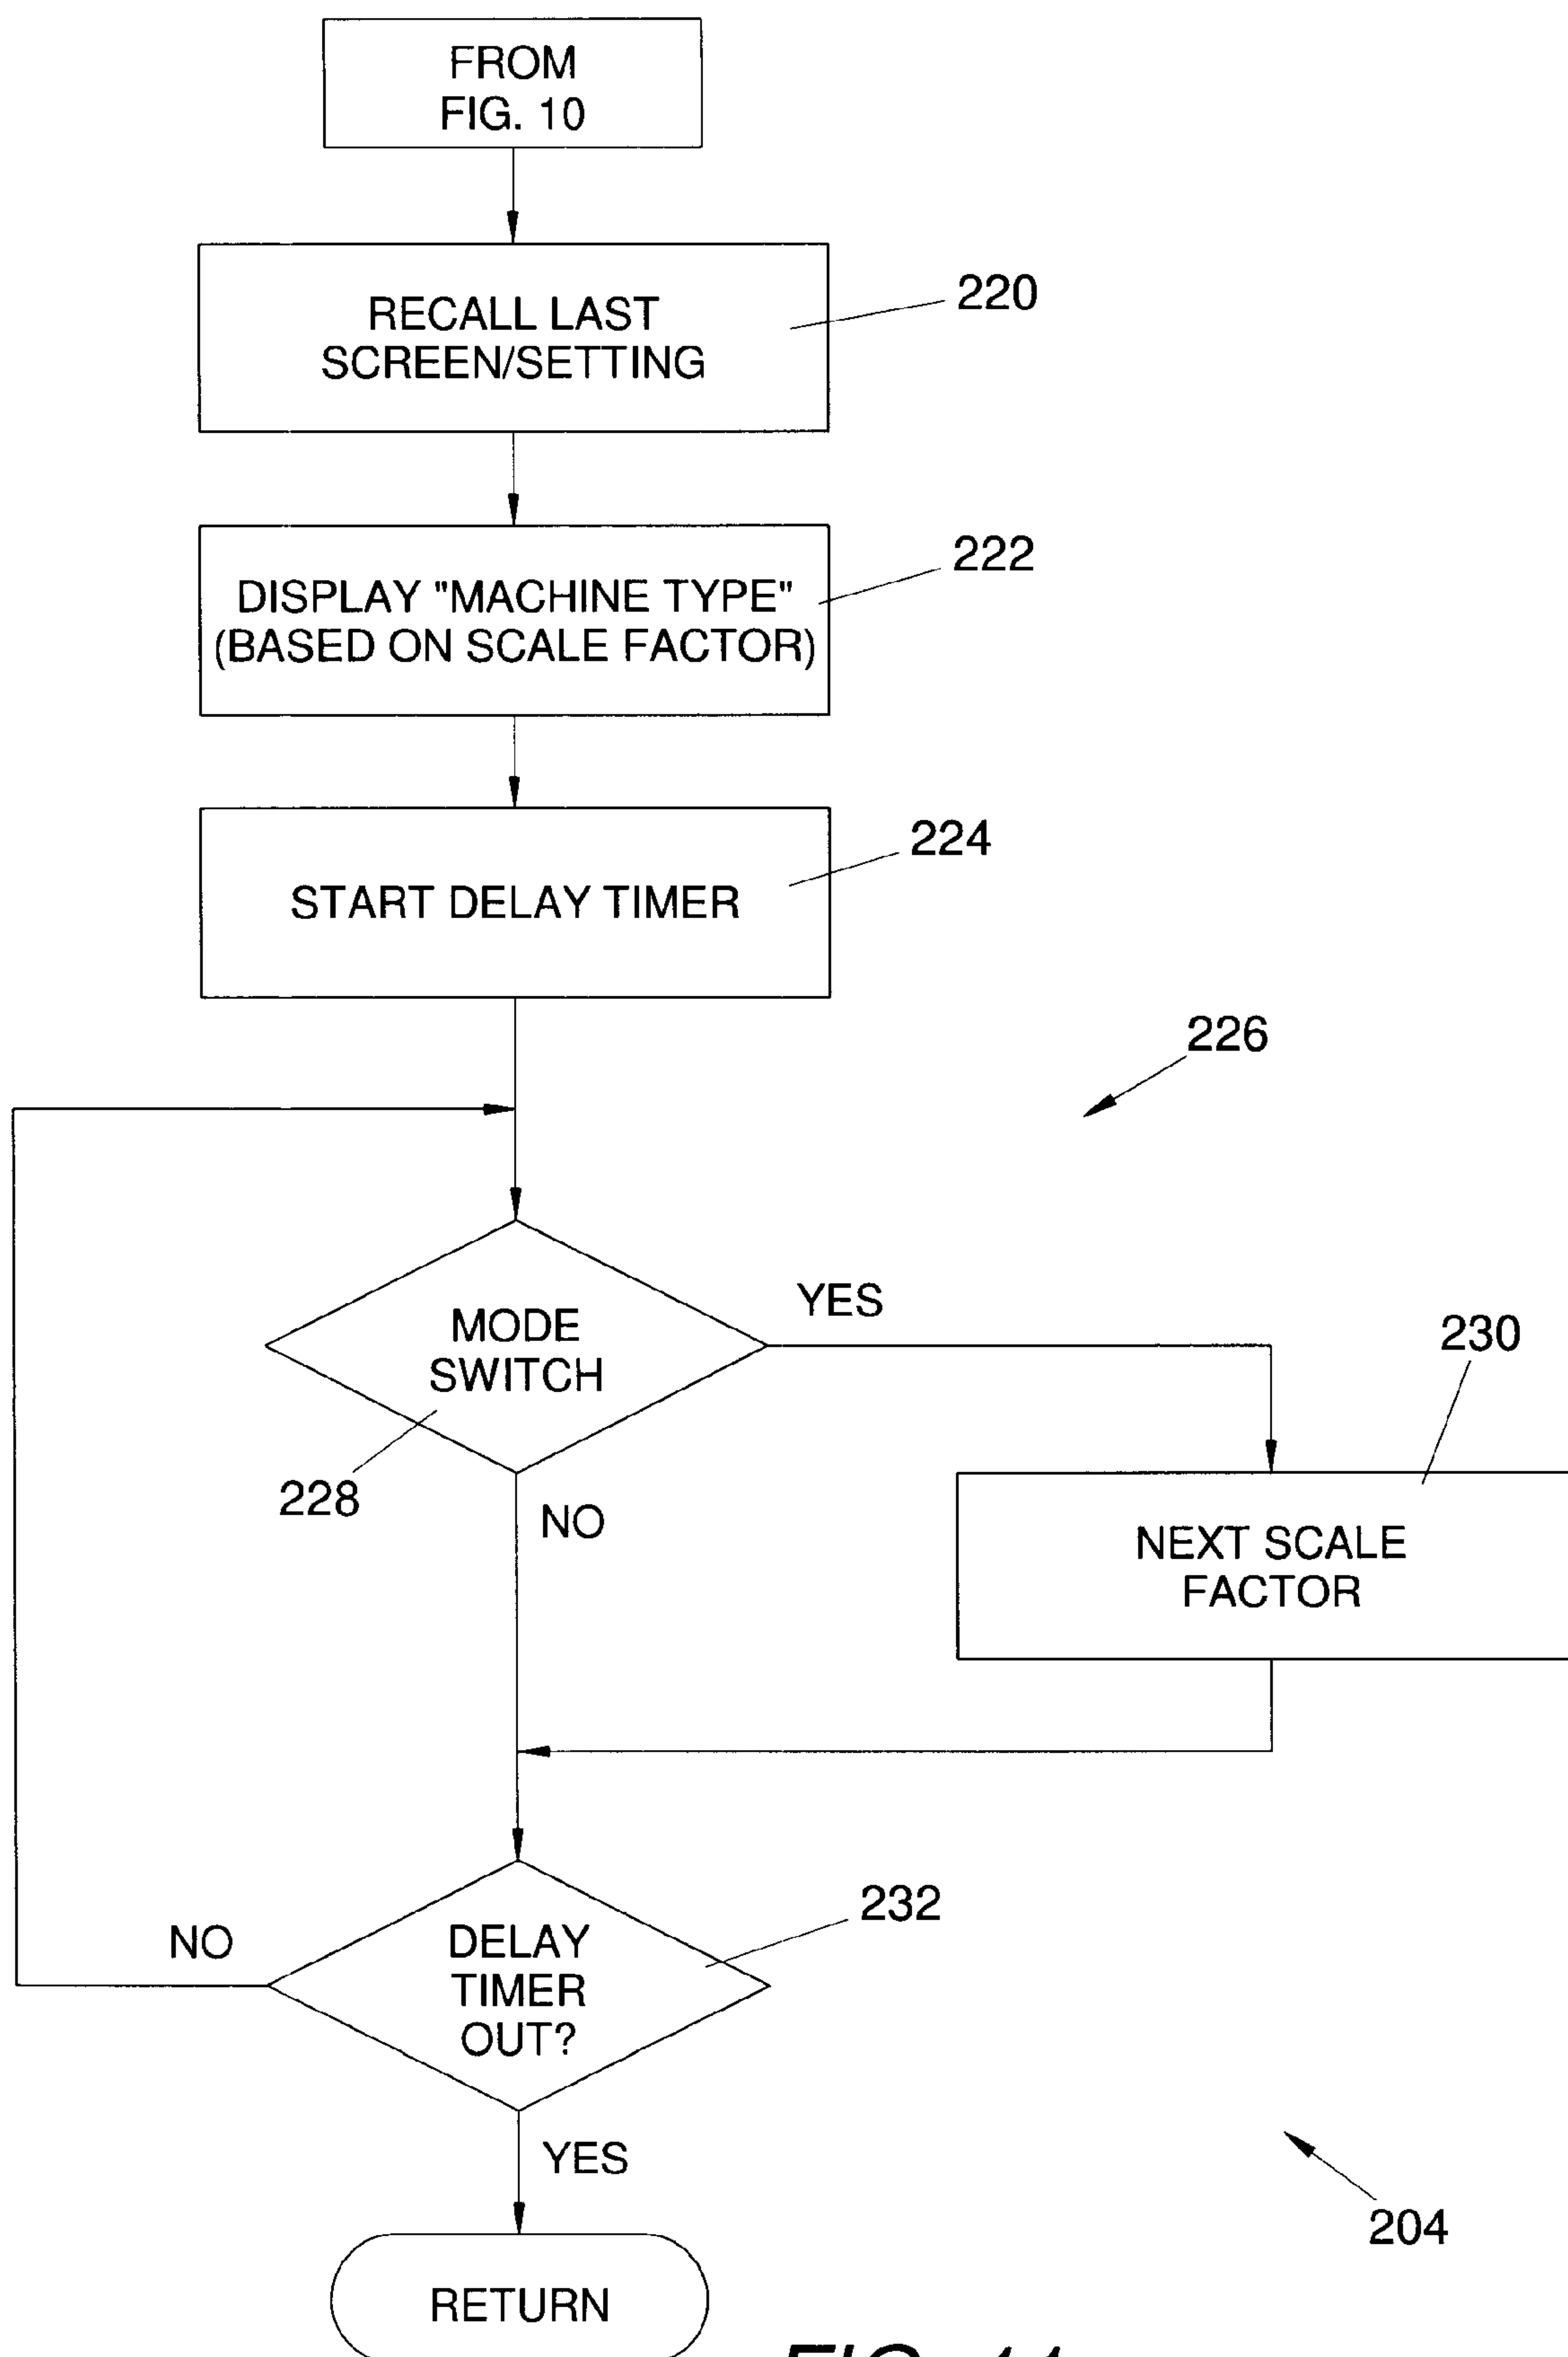 FROM
FIG. 10
RECALL LAST
SCREEN/SETTING
220
DISPLAY "MACHINE TYPE"
(BASED ON SCALE FACTOR)
222
START DELAY TIMER
224
226
MODE
SWITCH
YES
228
NO
230
NEXT SCALE
FACTOR
DELAY
TIMER
OUT?
232
NO
YES
204
RETURN